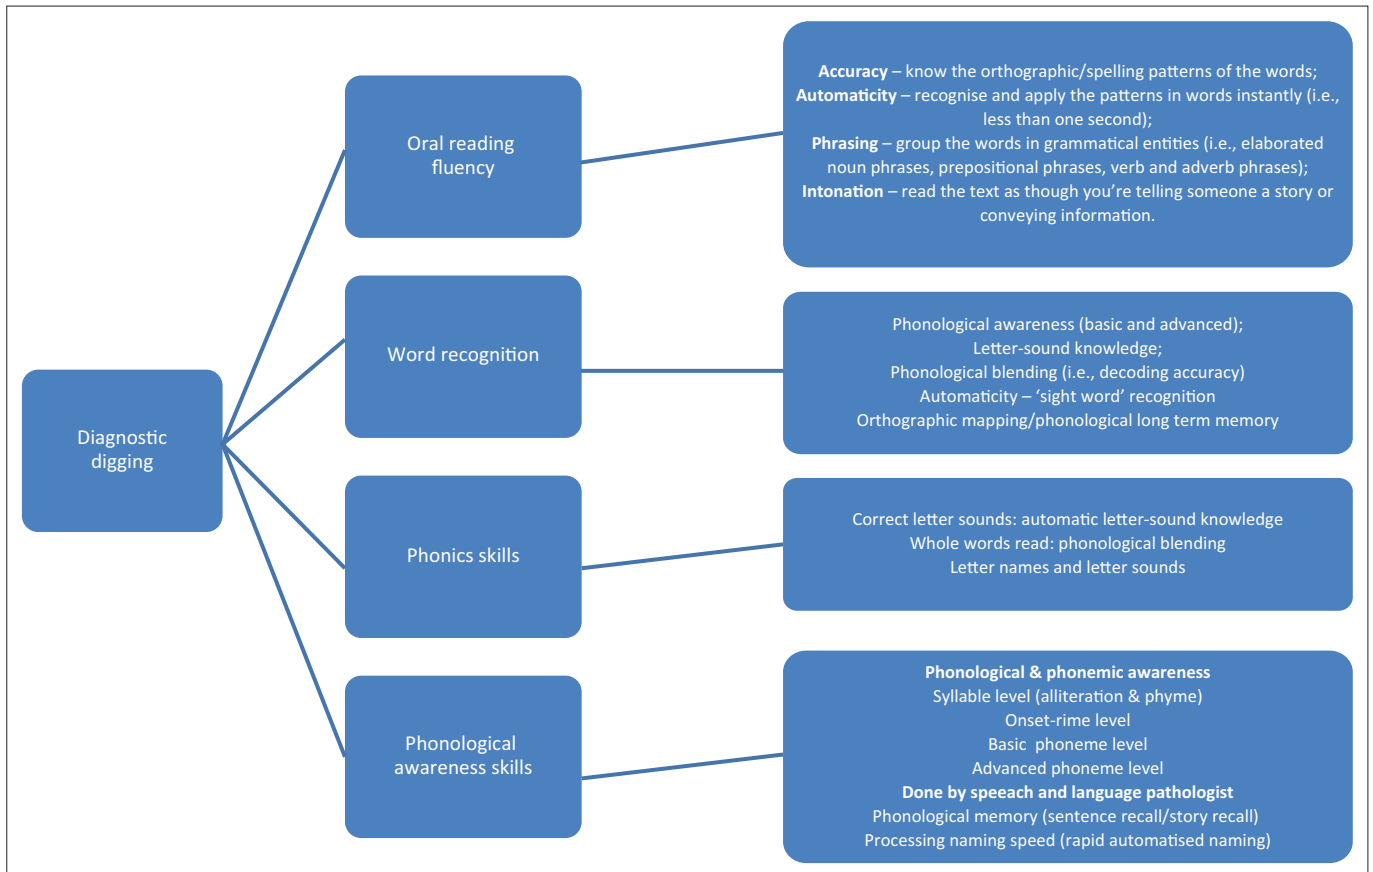 Diagnostic
digging
Oral reading
fluency
Accuracy – know the orthographic/spelling patterns of the words;
Automaticity – recognise and apply the patterns in words instantly (i.e.,
less than one second);
Phrasing – group the words in grammatical entities (i.e., elaborated
noun phrases, prepositional phrases, verb and adverb phrases);
Intonation – read the text as though you’re telling someone a story or
conveying information.
Word recognition
Phonological awareness (basic and advanced);
Letter-sound knowledge;
Phonological blending (i.e., decoding accuracy)
Automaticity – ‘sight word’ recognition
Orthographic mapping/phonological long term memory
Phonics skills
Correct letter sounds: automatic letter-sound knowledge
Whole words read: phonological blending
Letter names and letter sounds
Phonological
awareness skills
Phonological & phonemic awareness
Syllable level (alliteration & phyme)
Onset-rime level
Basic phoneme level
Advanced phoneme level
Done by speeach and language pathologist
Phonological memory (sentence recall/story recall)
Processing naming speed (rapid automatised naming)